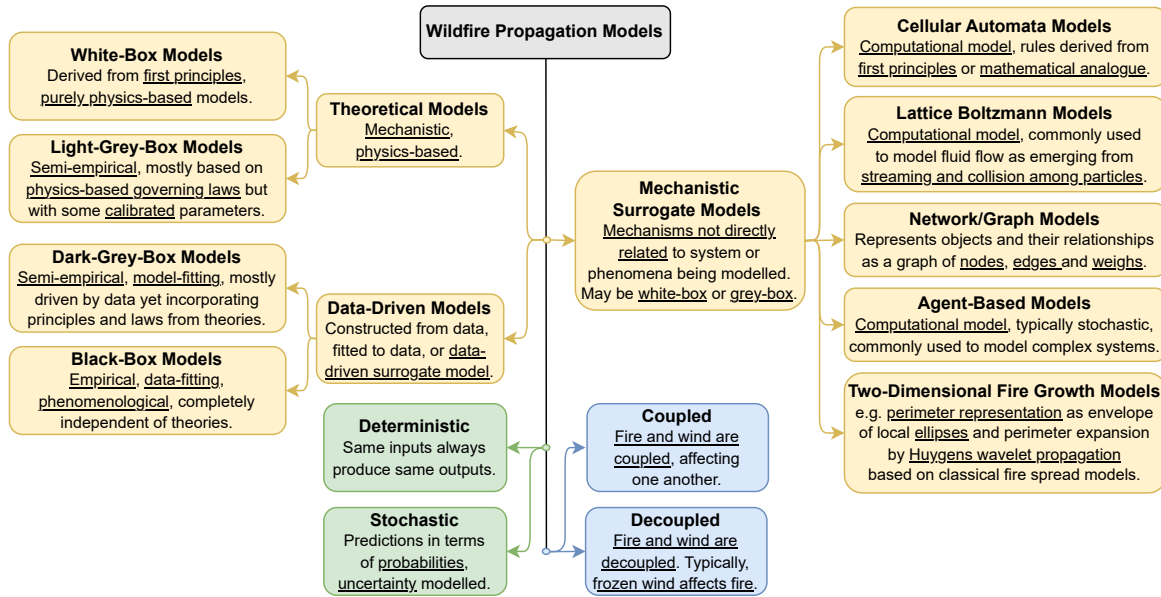 Wildfire Propagation Models
White-Box Models
Derived from first principles,
purely physics-based models.
Light-Grey-Box Models
Semi-empirical, mostly based on
physics-based governing laws but
with some calibrated parameters.
Theoretical Models
Mechanistic,
physics-based.
Dark-Grey-Box Models
Semi-empirical, model-fitting, mostly
driven by data yet incorporating
principles and laws from theories.
Black-Box Models
Empirical, data-fitting,
phenomenological, completely
independent of theories.
Data-Driven Models
Constructed from data,
fitted to data, or data-
driven surrogate model.
Mechanistic
Surrogate Models
Mechanisms not directly
related to system or
phenomena being modelled.
May be white-box or grey-box.
Cellular Automata Models
Computational model, rules derived from
first principles or mathematical analogue.
Lattice Boltzmann Models
Computational model, commonly used
to model fluid flow as emerging from
streaming and collision among particles.
Network/Graph Models
Represents objects and their relationships
as a graph of nodes, edges and weighs.
Agent-Based Models
Computational model, typically stochastic,
commonly used to model complex systems.
Two-Dimensional Fire Growth Models
e.g. perimeter representation as envelope
of local ellipses and perimeter expansion
by Huygens wavelet propagation
based on classical fire spread models.
Deterministic
Same inputs always
produce same outputs.
Stochastic
Predictions in terms
of probabilities,
uncertainty modelled.
Coupled
Fire and wind are
coupled, affecting
one another.
Decoupled
Fire and wind are
decoupled. Typically,
frozen wind affects fire.